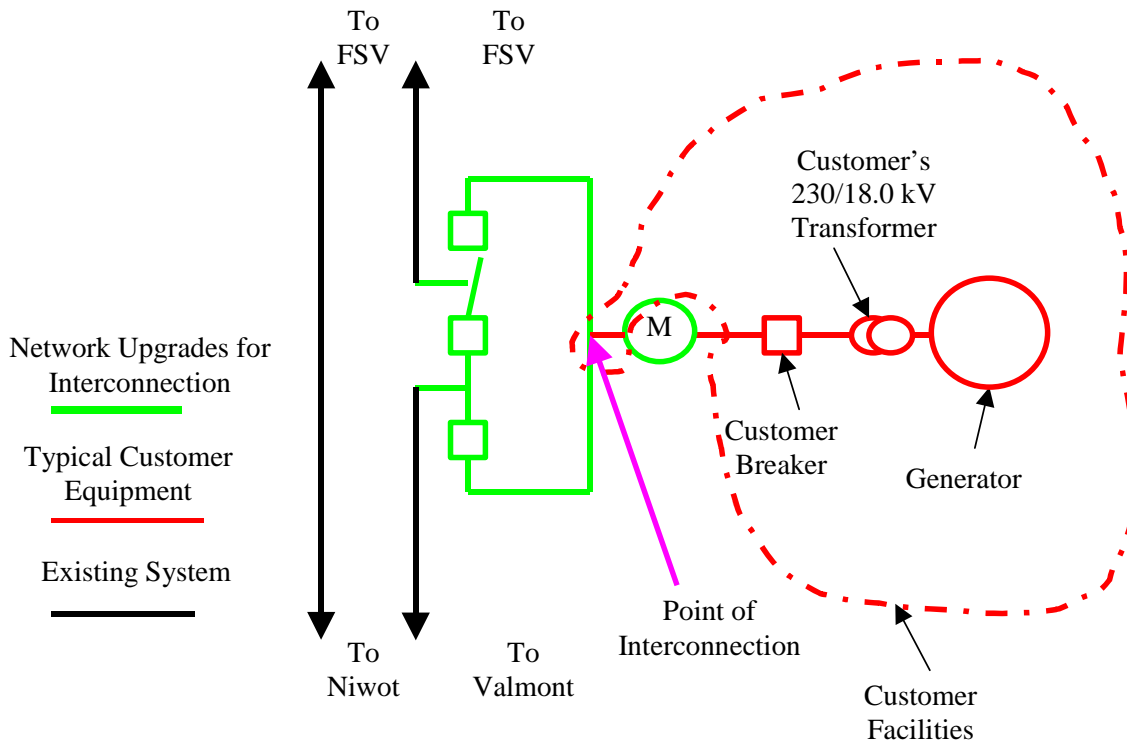 To
FSV
To
FSV
Customer’s
230/18.0 kV
Transformer
M
Network Upgrades for
Interconnection
Customer
Breaker
Generator
Typical Customer
Equipment
Existing System
Point of
Interconnection
To
Niwot
To
Valmont
Customer
Facilities